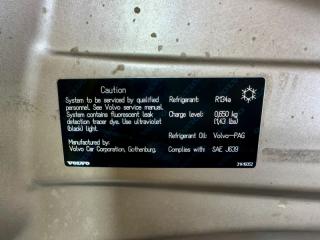 Caution
System to be serviced by qualified
personnel. See Volvo service manual.
System contains fluorescent leak
detection tracer dye. Use ultraviolet
(black) light.
Manufactured by:
Volvo Car Corporation, Gothenburg,
VOLVO
Refrigerant: R134a
Charge level: 0,650 kg
(1,43 lbs)
Refrigerant Oil: Volvo-PAG
Complies with: SAE J639